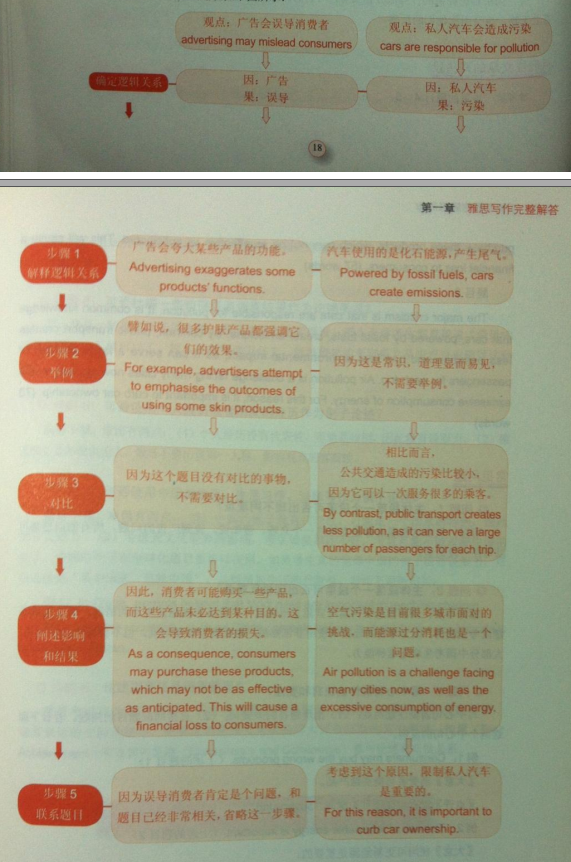 观点：广告会误导消费者
advertising may mislead consumers
观点：私人汽车会造成污染
cars are responsible for pollution
确定逻辑关系
因：广告
果：误导
因：私人汽车
果：污染
18
第一章 雅思写作完整解答
步骤 1
解释逻辑关系
广告会夸大某些产品的功能。
Advertising exaggerates some
products' functions.
汽车使用的是化石能源，产生尾气。
Powered by fossil fuels, cars
create emissions.
步骤 2
举例
譬如说，很多护肤产品都强调它
们的效果。
For example, advertisers attempt
to emphasise the outcomes of
using some skin products.
因为这是常识，道理显而易见，
不需要举例。
步骤 3
对比
因为这个题目没有对比的事物，
不需要对比。
相比而言，
公共交通造成的污染比较小，
因为它可以一次服务很多的乘客。
By contrast, public transport creates
less pollution, as it can serve a large
number of passengers for each trip.
步骤 4
阐述影响
和结果
因此，消费者可能购买一些产品，
而这些产品未必达到某种目的。这
会导致消费者的损失。
As a consequence, consumers
may purchase these products,
which may not be as effective
as anticipated. This will cause a
financial loss to consumers.
空气污染是目前很多城市面对的
挑战，而能源过分消耗也是一个
问题。
Air pollution is a challenge facing
many cities now, as well as the
excessive consumption of energy.
步骤 5
联系题目
因为误导消费者肯定是个问题，和
题目已经非常相关，省略这一步骤。
考虑到这个原因，限制私人汽车
是重要的。
For this reason, it is important to
curb car ownership.